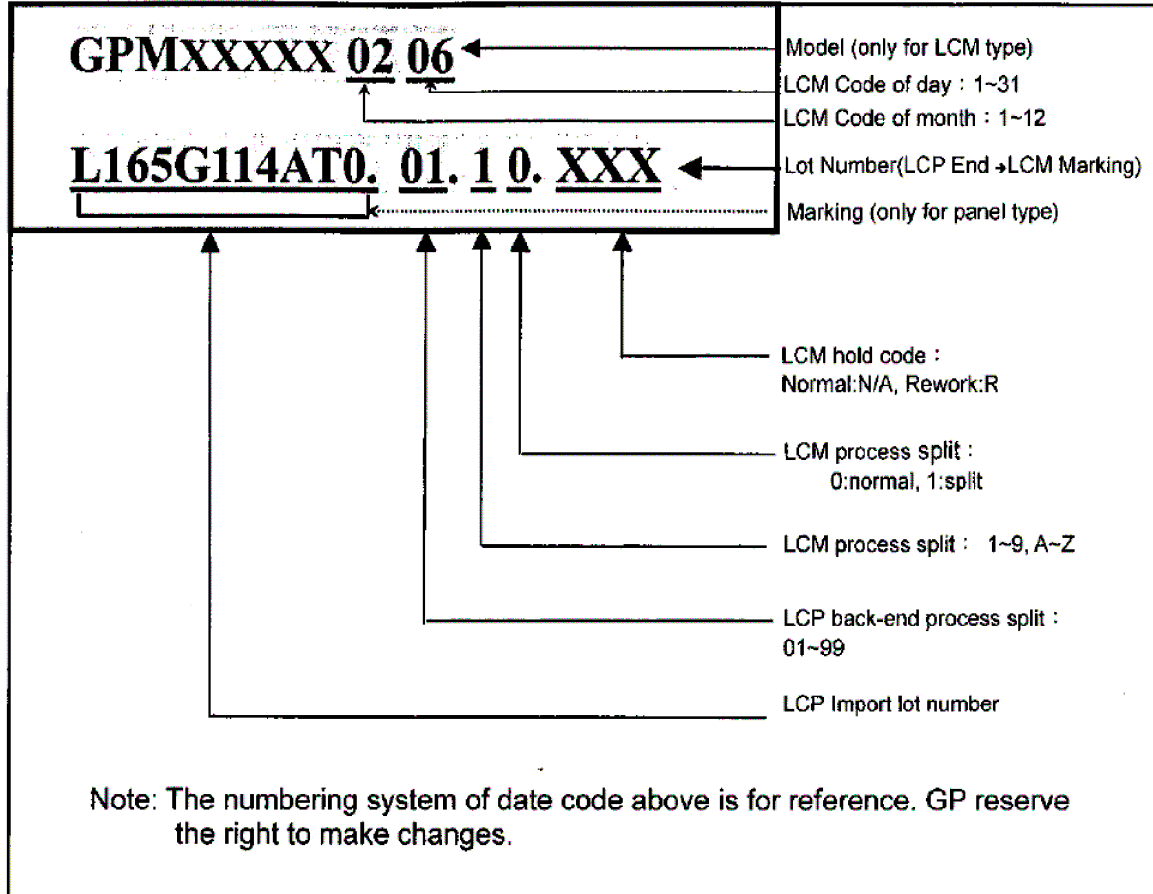 GPMXXXXX 02 06
Model (only for LCM type)
LCM Code of day : 1~31
LCM Code of month : 1~12
L165G114AT0. 01. 1 0. XXX
Lot Number(LCP End →LCM Marking)
Marking (only for panel type)
LCM hold code :
Normal:N/A, Rework:R
LCM process split :
0:normal, 1:split
LCM process split : 1~9, A~Z
LCP back-end process split :
01~99
LCP Import lot number
Note: The numbering system of date code above is for reference. GP reserve
the right to make changes.